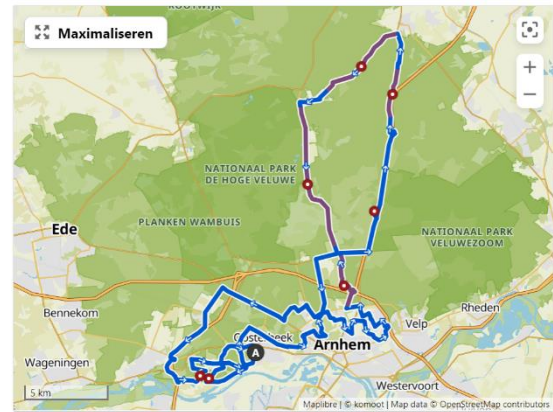 KOOTWIJK
Maximaliseren
+
−
NATIONAAL PARK
DE HOGE VELUWE
PLANKEN WAMBUIS
NATIONAAL PARK
VELUWEZOOM
Ede
Bennekom
Rheden
Velp
Oosterbeek
Arnhem
A
Wageningen
Westervoort
5 km
Maplibre | © komoot | Map data © OpenStreetMap contributors